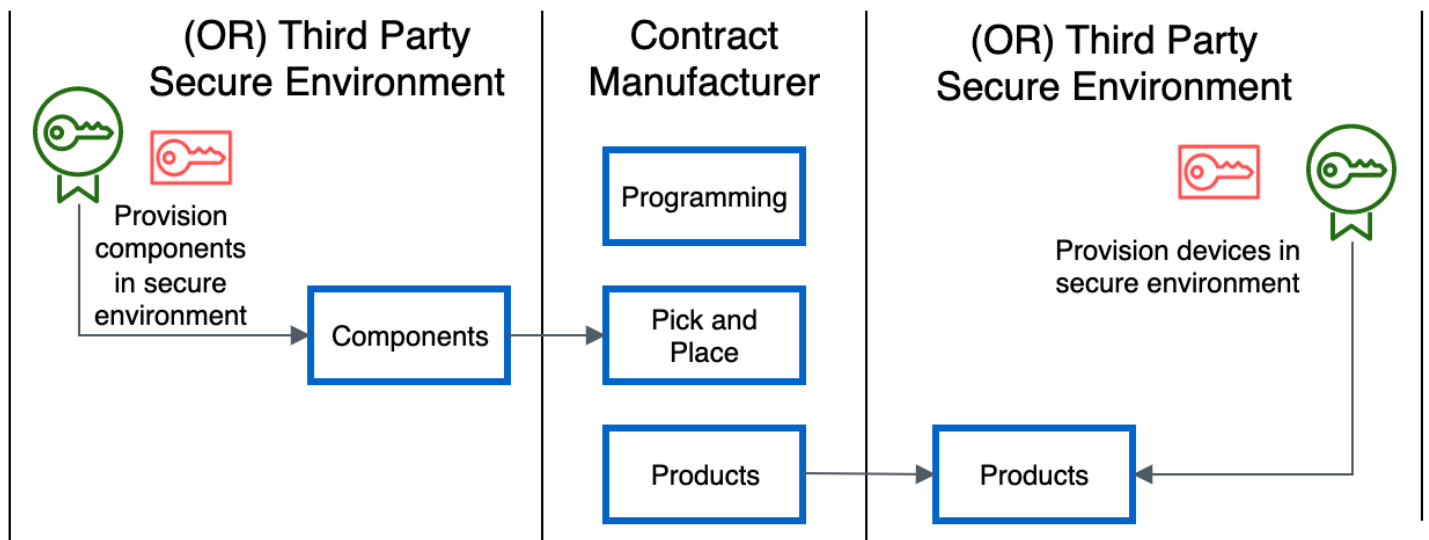 (OR) Third Party
Secure Environment
Contract
Manufacturer
(OR) Third Party
Secure Environment
Provision
components
in secure
environment
Components
Programming
Pick and
Place
Products
Provision devices in
secure environment
Products